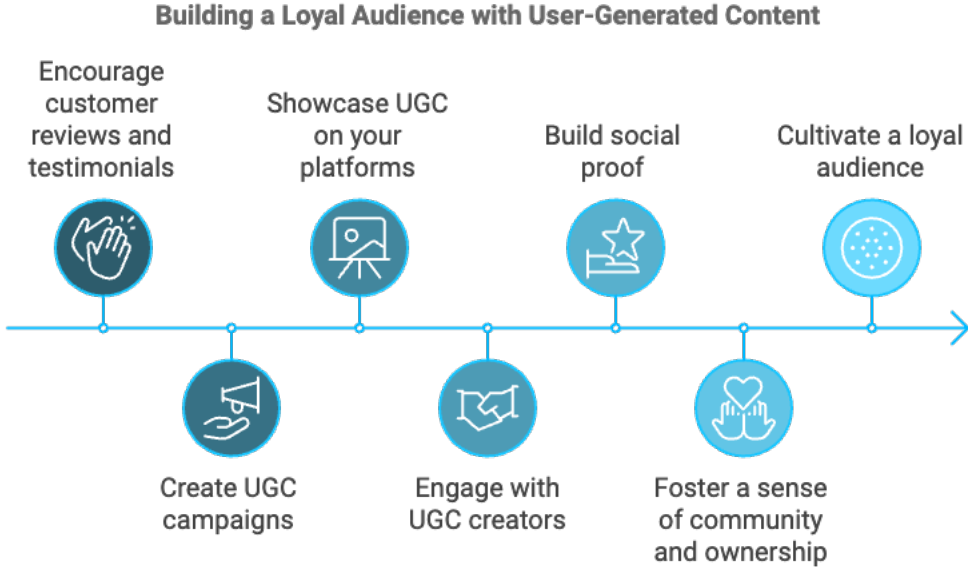 Building a Loyal Audience with User-Generated Content
Encourage
customer
reviews and
testimonials
Create UGC
campaigns
Showcase UGC
on your
platforms
Engage with
UGC creators
Build social
proof
Foster a sense
of community
and ownership
Cultivate a loyal
audience